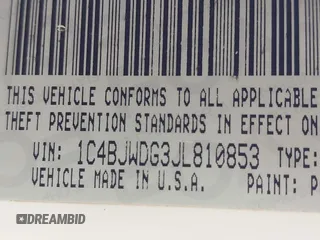 THIS VEHICLE CONFORMS TO ALL APPLICABLE
THEFT PREVENTION STANDARDS IN EFFECT ON
VIN: 1C4BJWDG3JL810853 TYPE:
VEHICLE MADE IN U.S.A. PAINT: P
DREAMBID